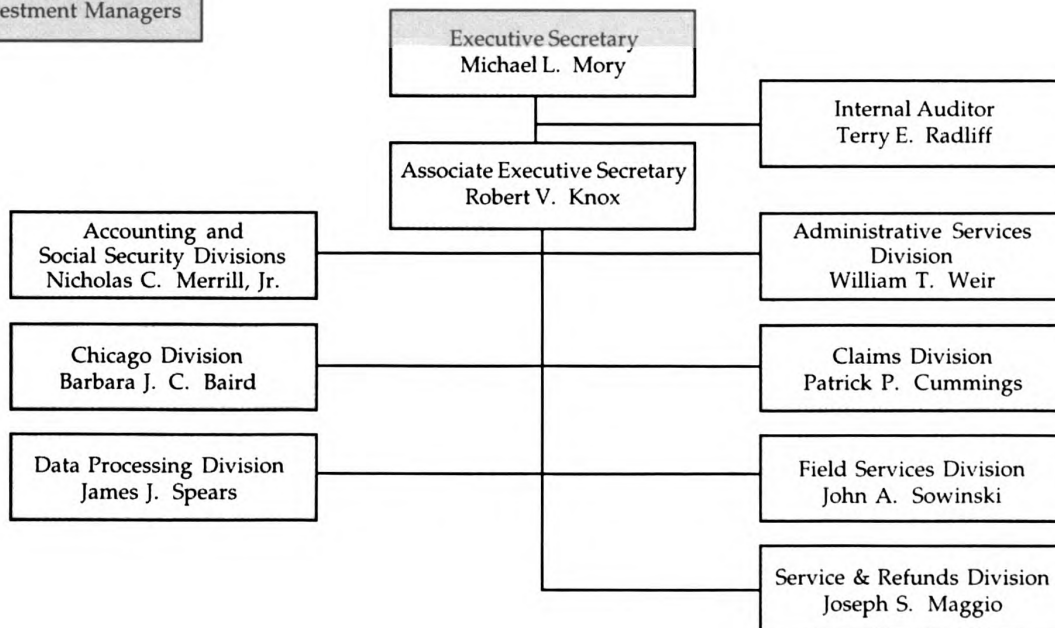 estment Managers
Executive Secretary
Michael L. Mory
Internal Auditor
Terry E. Radliff
Associate Executive Secretary
Robert V. Knox
Accounting and
Social Security Divisions
Nicholas C. Merrill, Jr.
Administrative Services
Division
William T. Weir
Chicago Division
Barbara J. C. Baird
Claims Division
Patrick P. Cummings
Data Processing Division
James J. Spears
Field Services Division
John A. Sowinski
Service & Refunds Division
Joseph S. Maggio